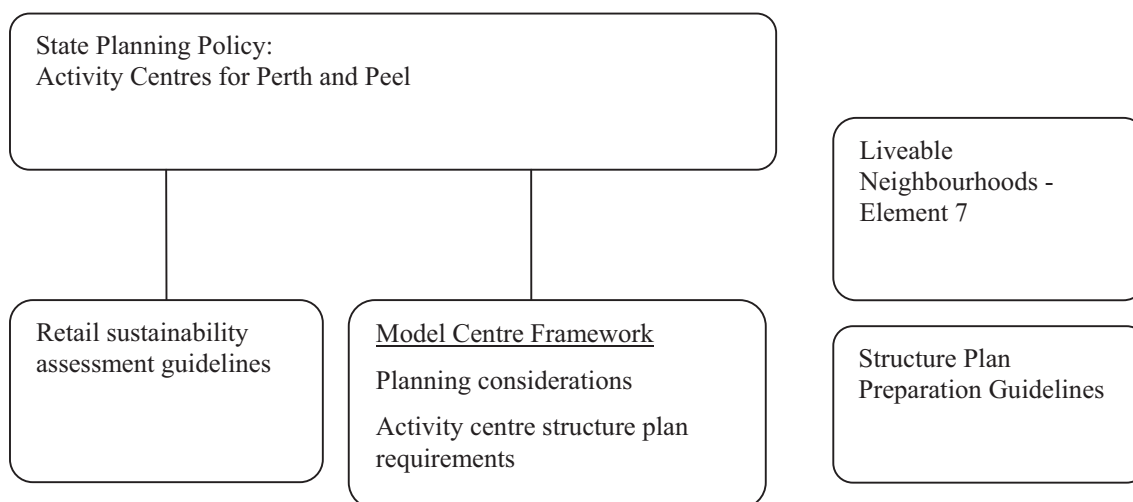 State Planning Policy:
Activity Centres for Perth and Peel
Liveable
Neighbourhoods -
Element 7
Retail sustainability
assessment guidelines
Model Centre Framework
Planning considerations
Activity centre structure plan
requirements
Structure Plan
Preparation Guidelines